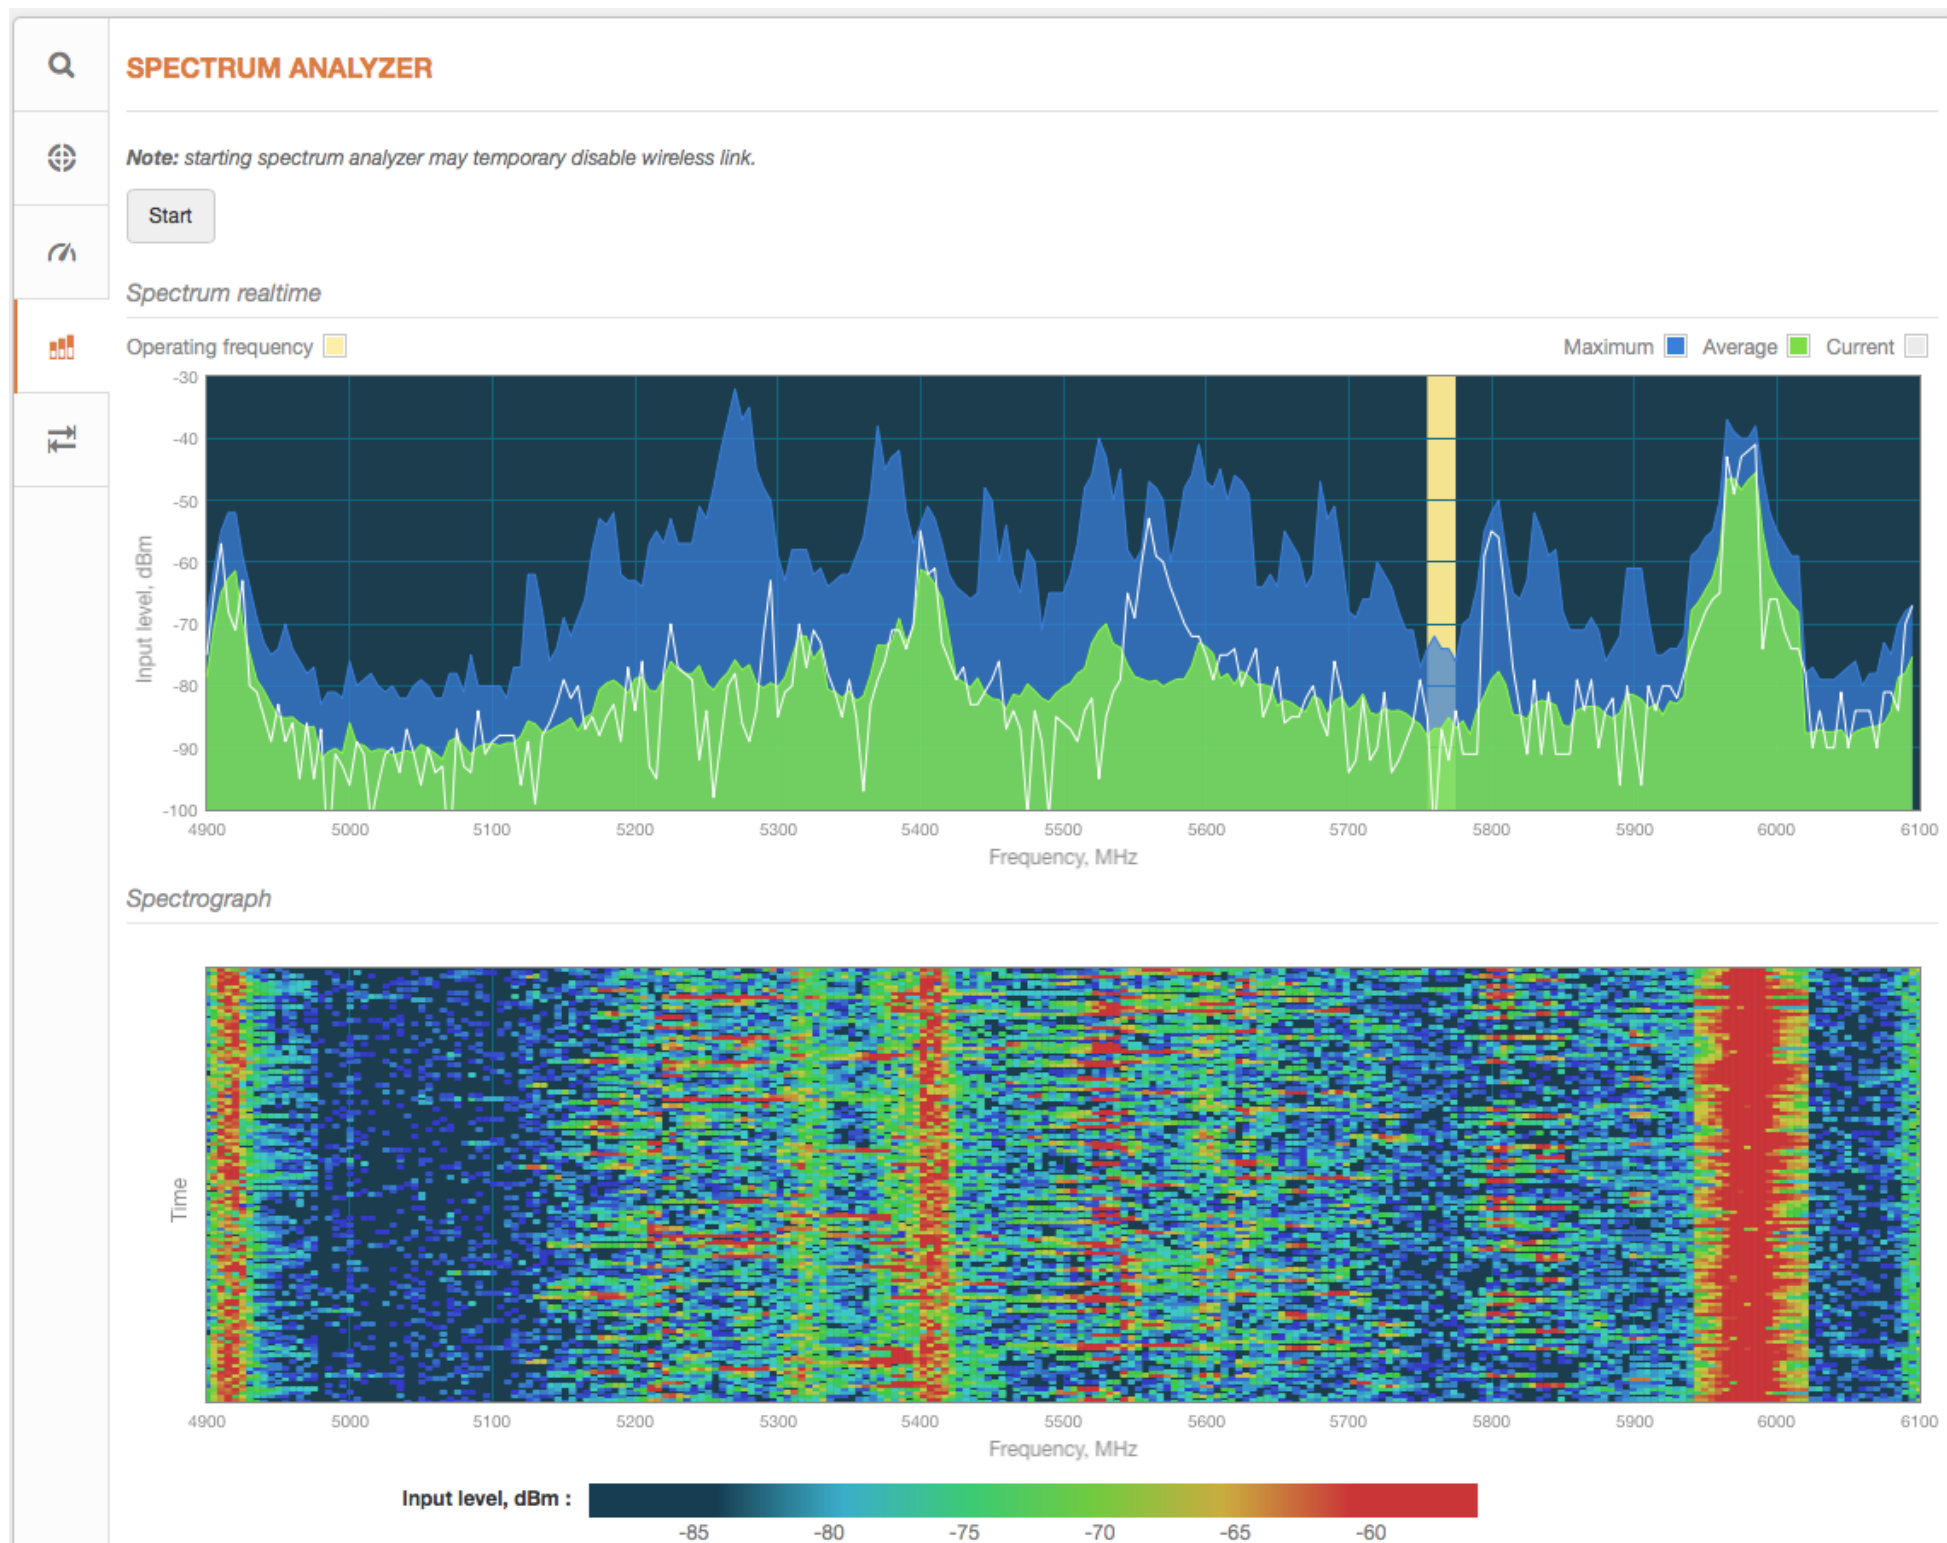 SPECTRUM ANALYZER
Note: starting spectrum analyzer may temporary disable wireless link.
Start
Spectrum realtime
Operating frequency
Maximum Average Current
Input level, dBm
-30
-40
-50
-60
-70
-80
-90
-100
4900 5000 5100 5200 5300 5400 5500 5600 5700 5800 5900 6000 6100
Frequency, MHz
Spectrograph
Time
4900 5000 5100 5200 5300 5400 5500 5600 5700 5800 5900 6000 6100
Frequency, MHz
Input level, dBm :
-85 -80 -75 -70 -65 -60